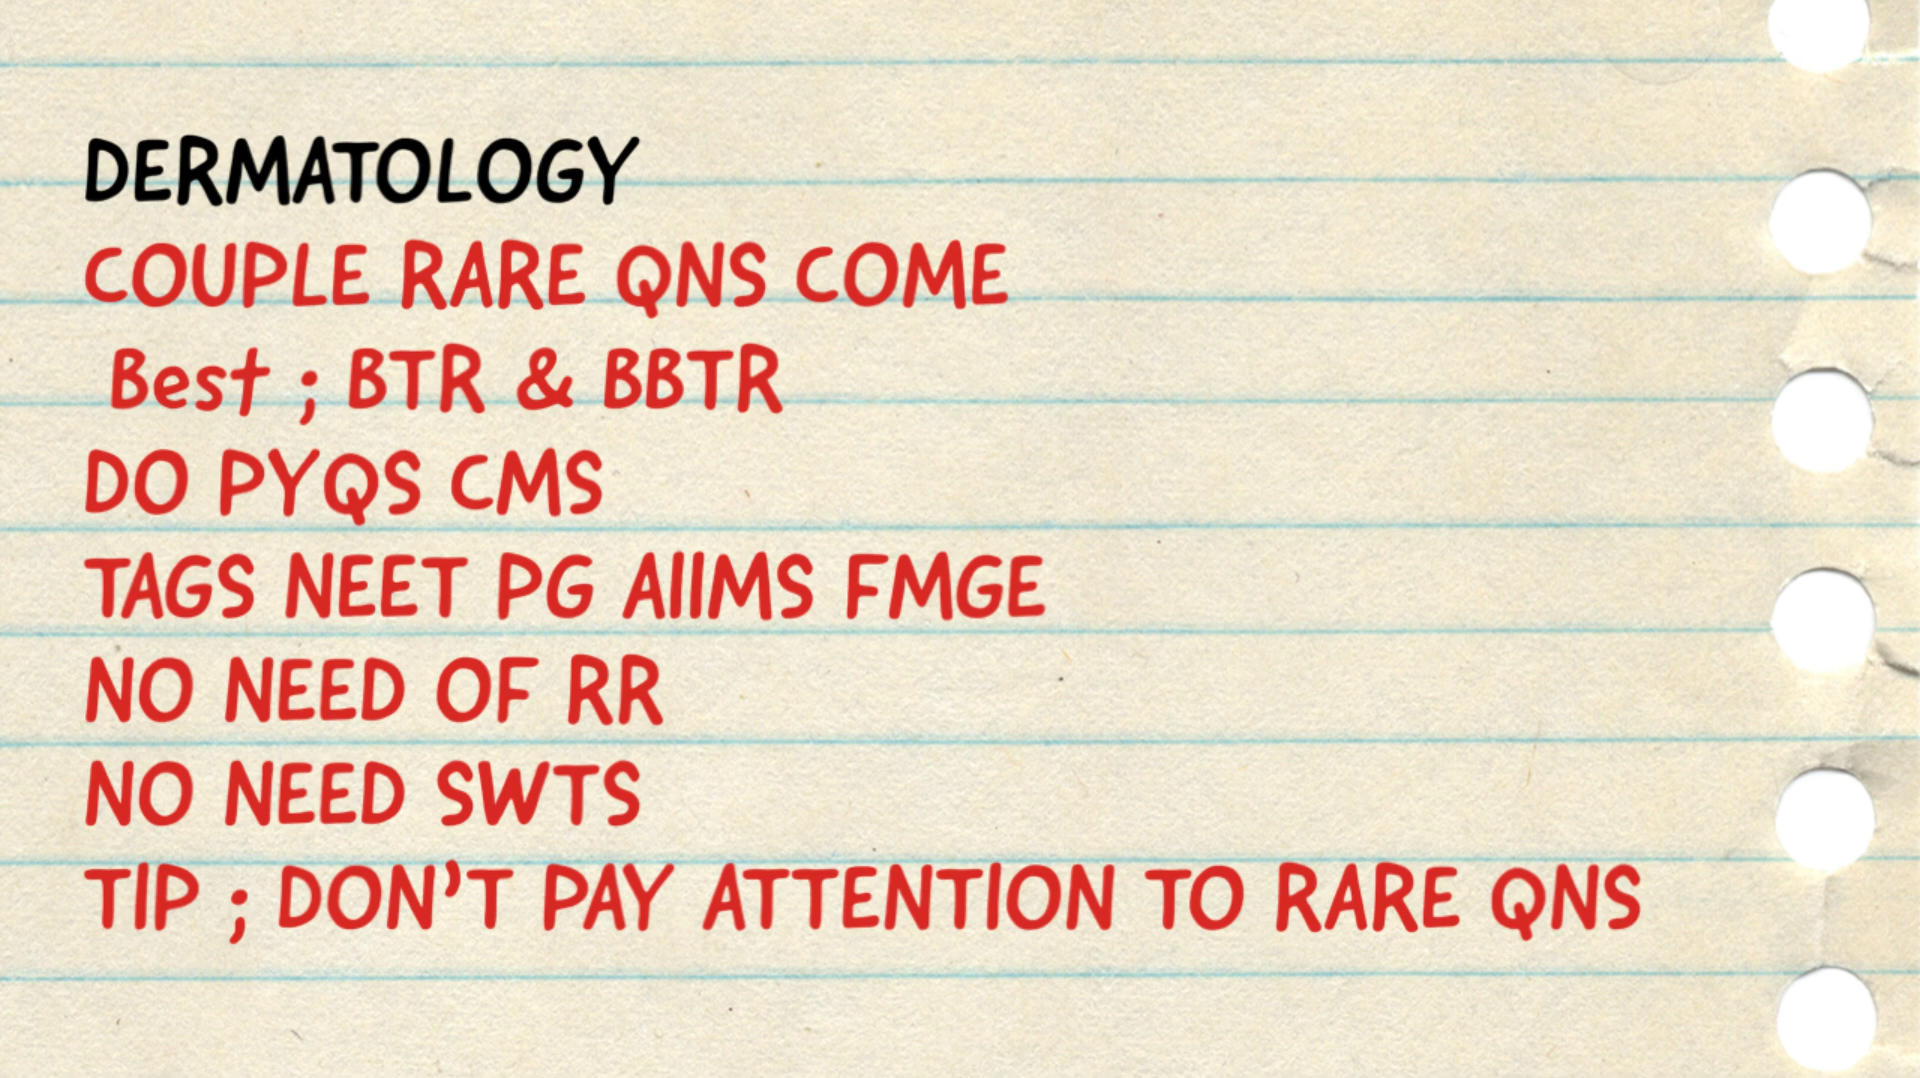 DERMATOLOGY
COUPLE RARE QNS COME
Best ; BTR & BBTR
DO PYQS CMS
TAGS NEET PG AIIMS FMGE
NO NEED OF RR
NO NEED SWTS
TIP ; DON'T PAY ATTENTION TO RARE QNS